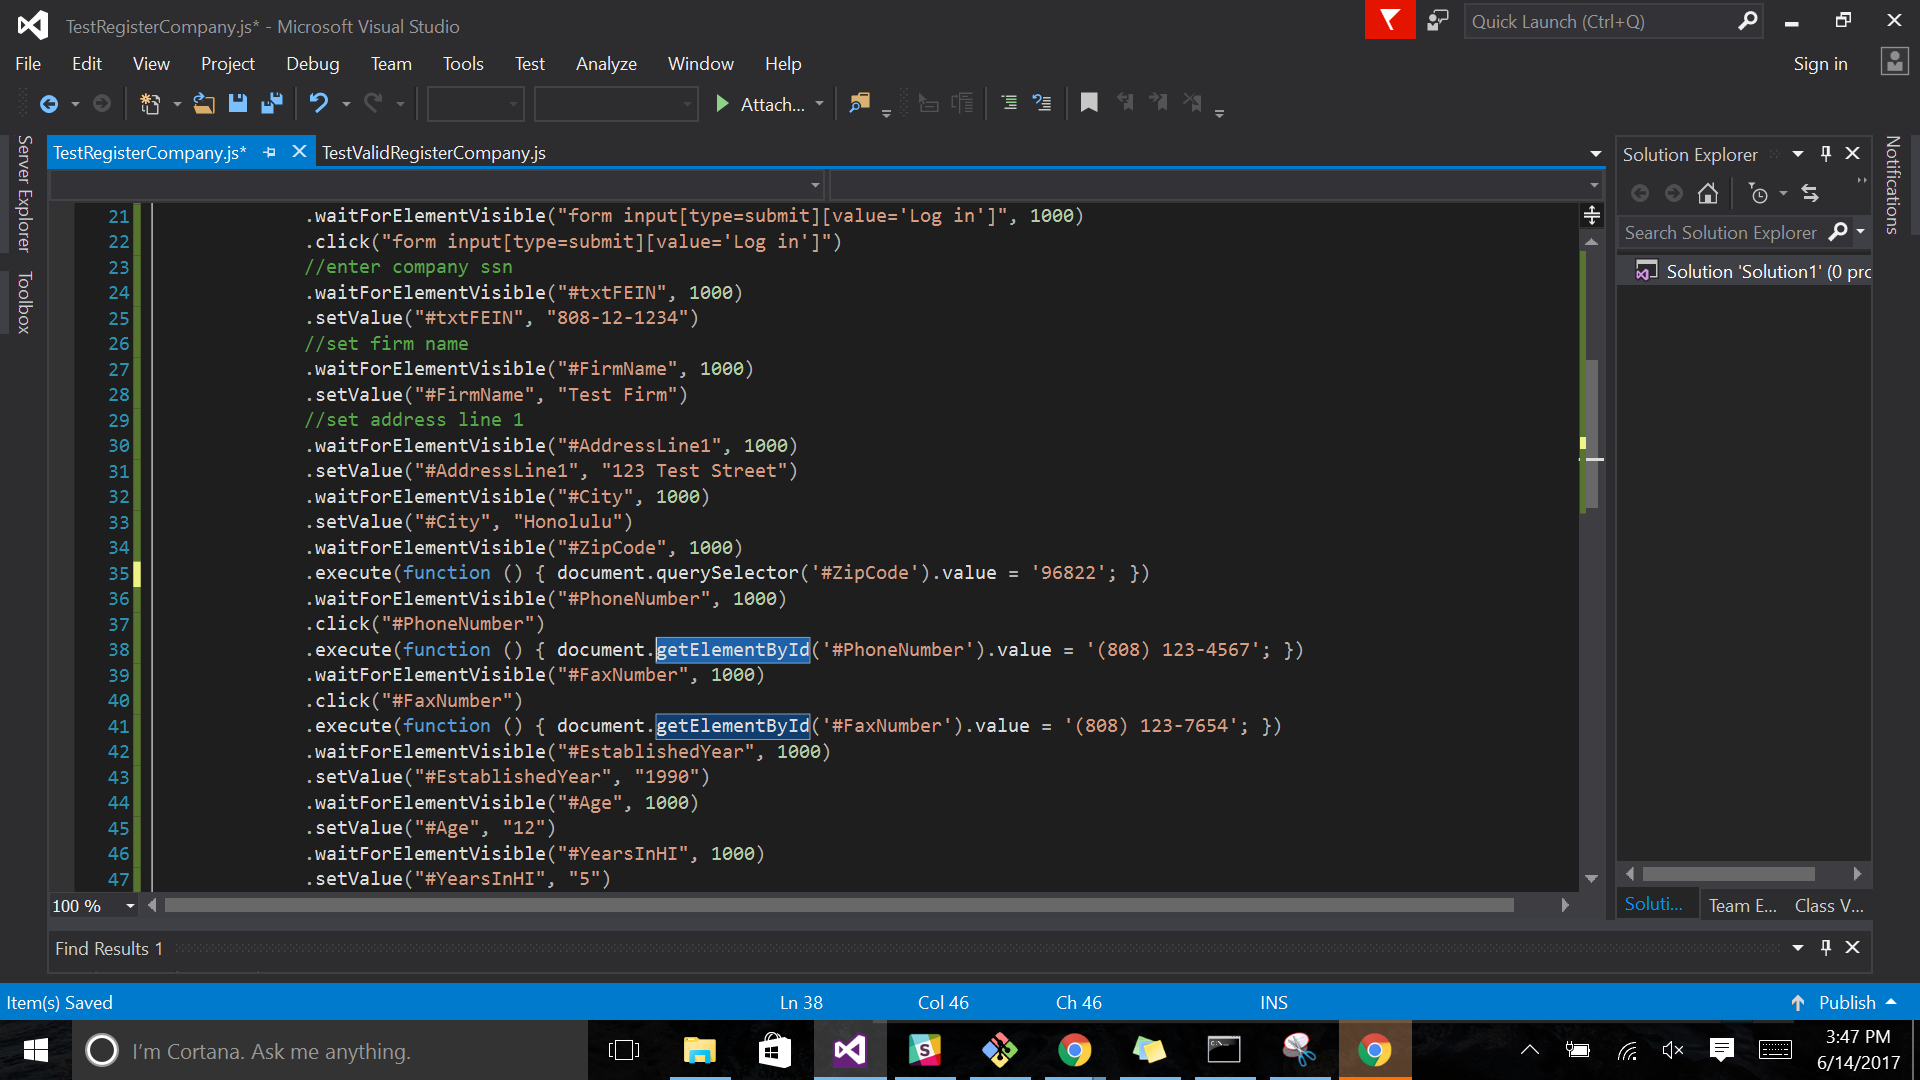 TestRegisterCompany.js* - Microsoft Visual Studio
Quick Launch (Ctrl+Q)
File Edit View Project Debug Team Tools Test Analyze Window Help
Sign in
Attach...
Server Explorer
Toolbox
TestRegisterCompany.js*
TestValidRegisterCompany.js
21 .waitForElementVisible("form input[type=submit][value='Log in']", 1000)
22 .click("form input[type=submit][value='Log in']")
23 //enter company ssn
24 .waitForElementVisible("#txtFEIN", 1000)
25 .setValue("#txtFEIN", "808-12-1234")
26 //set firm name
27 .waitForElementVisible("#FirmName", 1000)
28 .setValue("#FirmName", "Test Firm")
29 //set address line 1
30 .waitForElementVisible("#AddressLine1", 1000)
31 .setValue("#AddressLine1", "123 Test Street")
32 .waitForElementVisible("#City", 1000)
33 .setValue("#City", "Honolulu")
34 .waitForElementVisible("#ZipCode", 1000)
35 .execute(function () { document.querySelector('#ZipCode').value = '96822'; })
36 .waitForElementVisible("#PhoneNumber", 1000)
37 .click("#PhoneNumber")
38 .execute(function () { document.getElementById('#PhoneNumber').value = '(808) 123-4567'; })
39 .waitForElementVisible("#FaxNumber", 1000)
40 .click("#FaxNumber")
41 .execute(function () { document.getElementById('#FaxNumber').value = '(808) 123-7654'; })
42 .waitForElementVisible("#EstablishedYear", 1000)
43 .setValue("#EstablishedYear", "1990")
44 .waitForElementVisible("#Age", 1000)
45 .setValue("#Age", "12")
46 .waitForElementVisible("#YearsInHI", 1000)
47 .setValue("#YearsInHI", "5")
100 %
Solution Explorer
Search Solution Explorer
Solution 'Solution1' (0 prc
Soluti... Team E... Class V...
Notifications
Find Results 1
Item(s) Saved Ln 38 Col 46 Ch 46 INS Publish
I'm Cortana. Ask me anything.
3:47 PM
6/14/2017